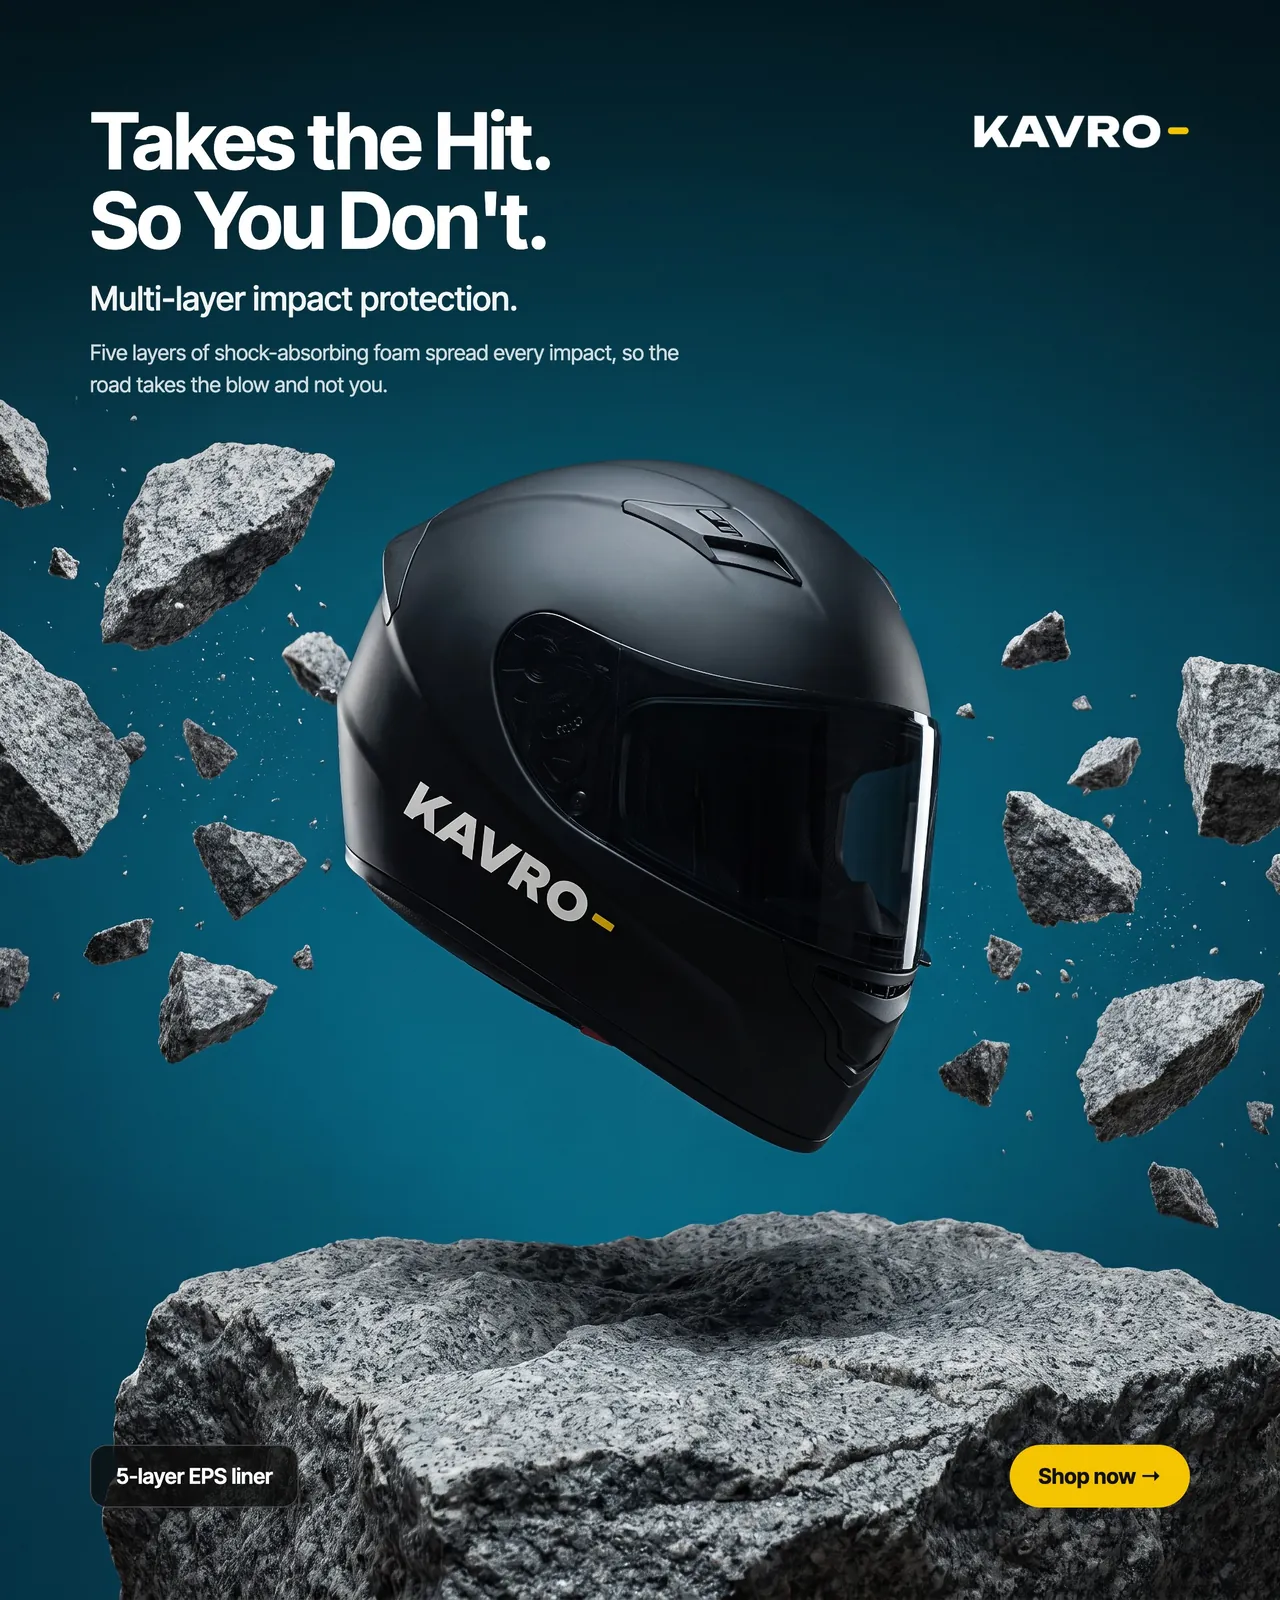 Takes the Hit.
KAVRO-
So You Don't.
Multi-layer impact protection.
Five layers of shock-absorbing foam spread every impact, so the
road takes the blow and not you.
KAVRO-
5-layer EPS liner
Shop now →